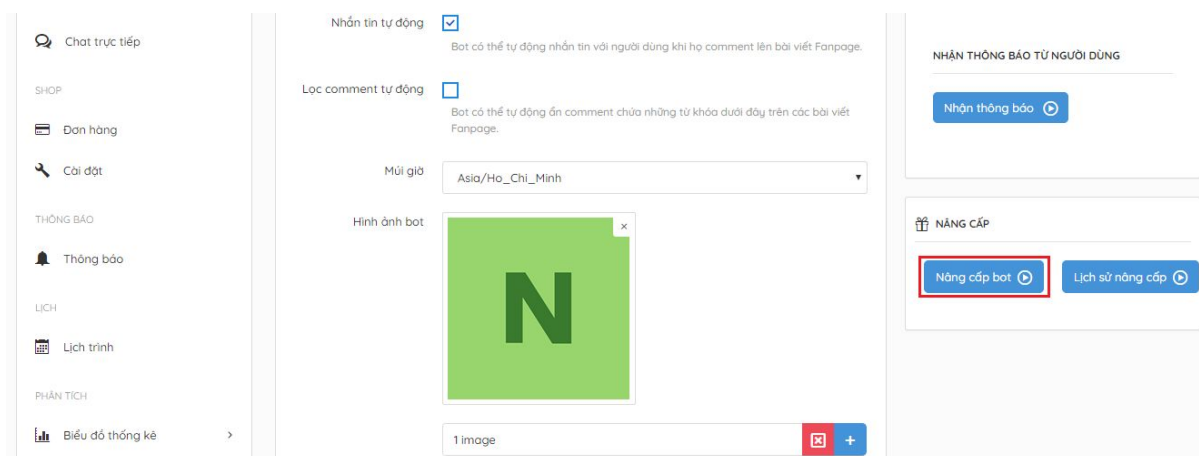 Chat trực tiếp
SHOP
Đơn hàng
Cài đặt
THÔNG BÁO
Thông báo
LỊCH
Lịch trình
PHÂN TÍCH
Biểu đồ thống kê
Nhắn tin tự động
Bot có thể tự động nhắn tin với người dùng khi họ comment lên bài viết Fanpage.
Lọc comment tự động
Bot có thể tự động ẩn comment chứa những từ khóa dưới đây trên các bài viết
Fanpage.
Múi giờ
Asia/Ho_Chi_Minh
Hình ảnh bot
N
1 image
NHẬN THÔNG BÁO TỪ NGƯỜI DÙNG
Nhận thông báo
NÂNG CẤP
Nâng cấp bot
Lịch sử nâng cấp